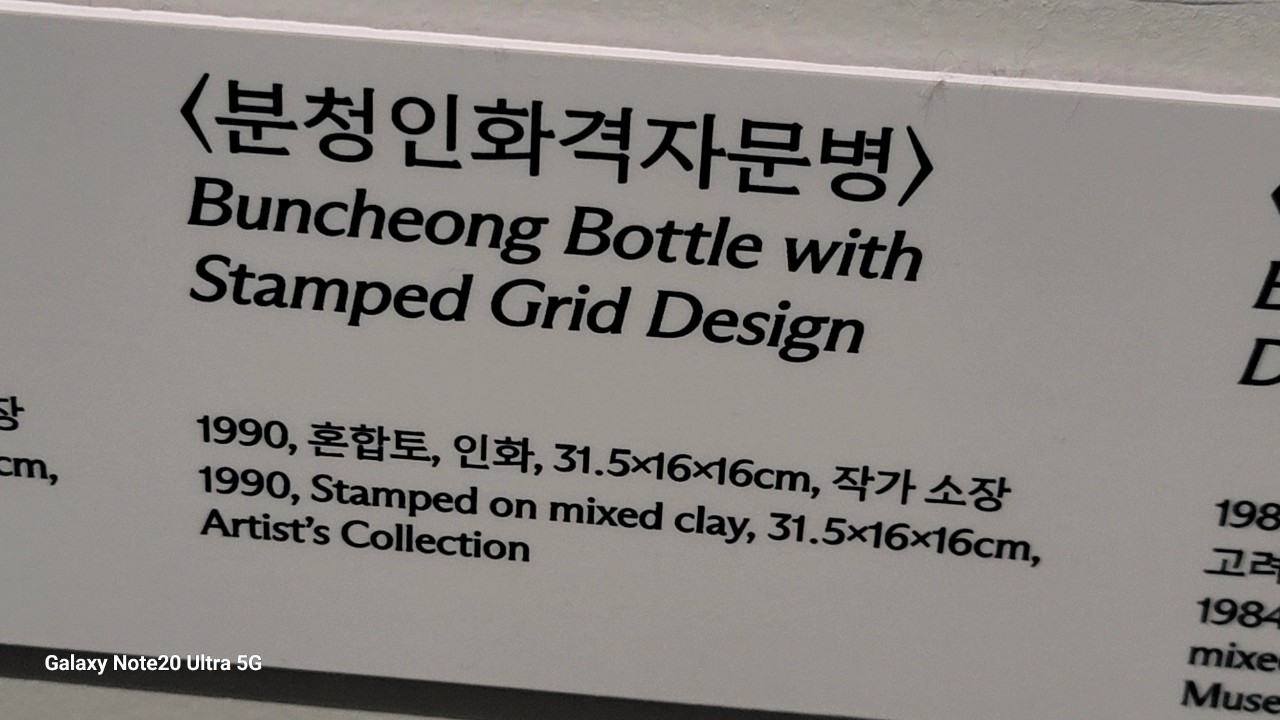 〈분청인화격자문병〉
Buncheong Bottle with
Stamped Grid Design
1990, 혼합토, 인화, 31.5×16×16cm, 작가 소장
1990, Stamped on mixed clay, 31.5×16×16cm,
Artist's Collection
cm,
1984
Galaxy Note20 Ultra 5G